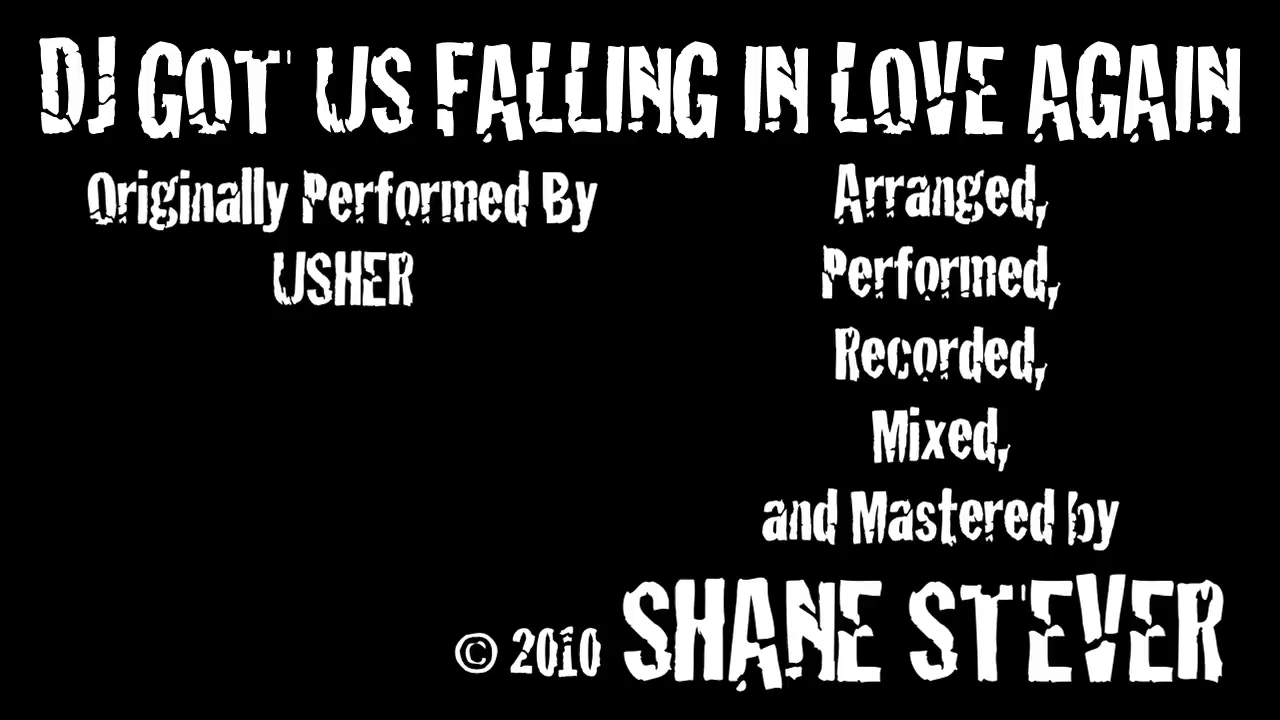 DJ GOT US FALLING IN LOVE AGAIN
Originally Performed By
USHER
Arranged,
Performed,
Recorded,
Mixed,
and Mastered by
© 2010 SHANE STEVER